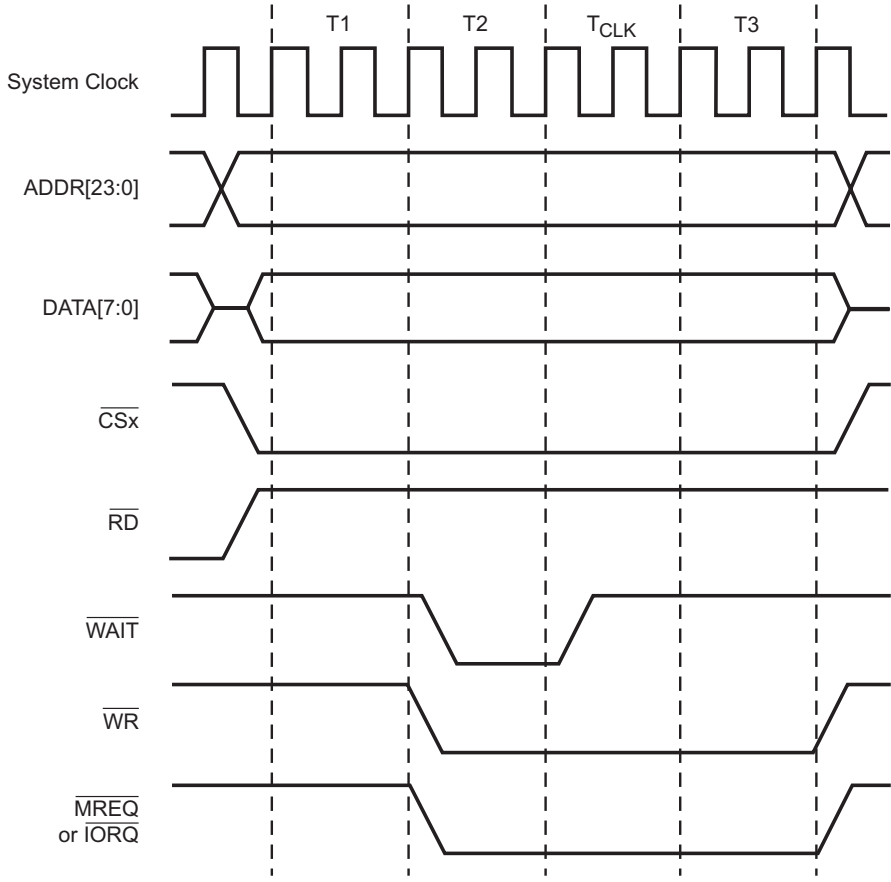 T1 T2 TCLK T3
System Clock
ADDR[23:0]
DATA[7:0]
CSx
RD
WAIT
WR
MREQ
or IORQ